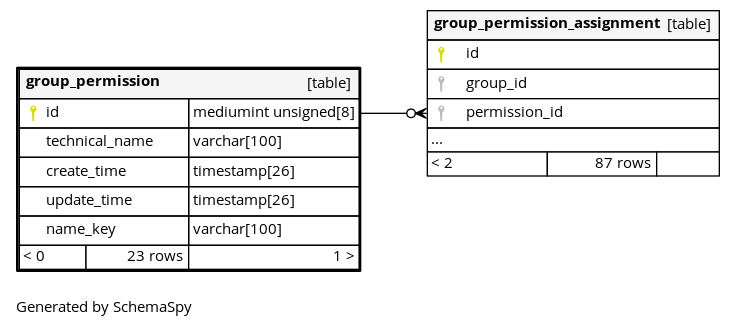 group_permission_assignment [table]
id
group_id
permission_id
...
< 2 87 rows
group_permission [table]
id mediumint unsigned[8]
technical_name varchar[100]
create_time timestamp[26]
update_time timestamp[26]
name_key varchar[100]
< 0 23 rows 1 >
Generated by SchemaSpy